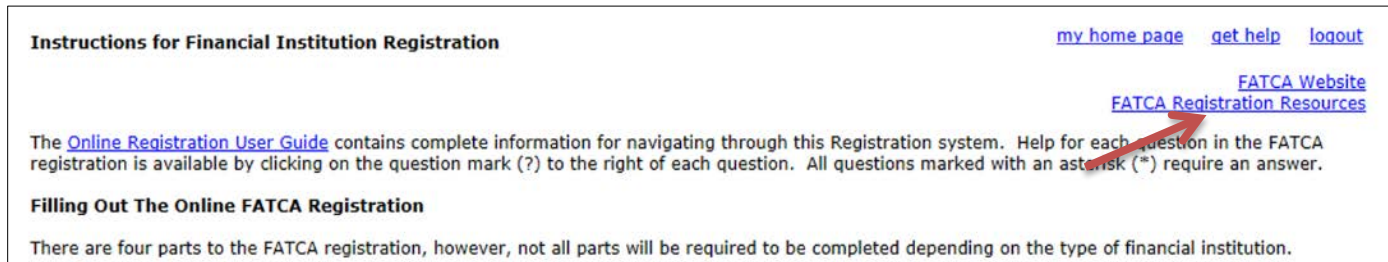 Instructions for Financial Institution Registration
my home page get help logout
FATCA Website
FATCA Registration Resources
The Online Registration User Guide contains complete information for navigating through this Registration system. Help for each question in the FATCA
registration is available by clicking on the question mark (?) to the right of each question. All questions marked with an asterisk (*) require an answer.
Filling Out The Online FATCA Registration
There are four parts to the FATCA registration, however, not all parts will be required to be completed depending on the type of financial institution.